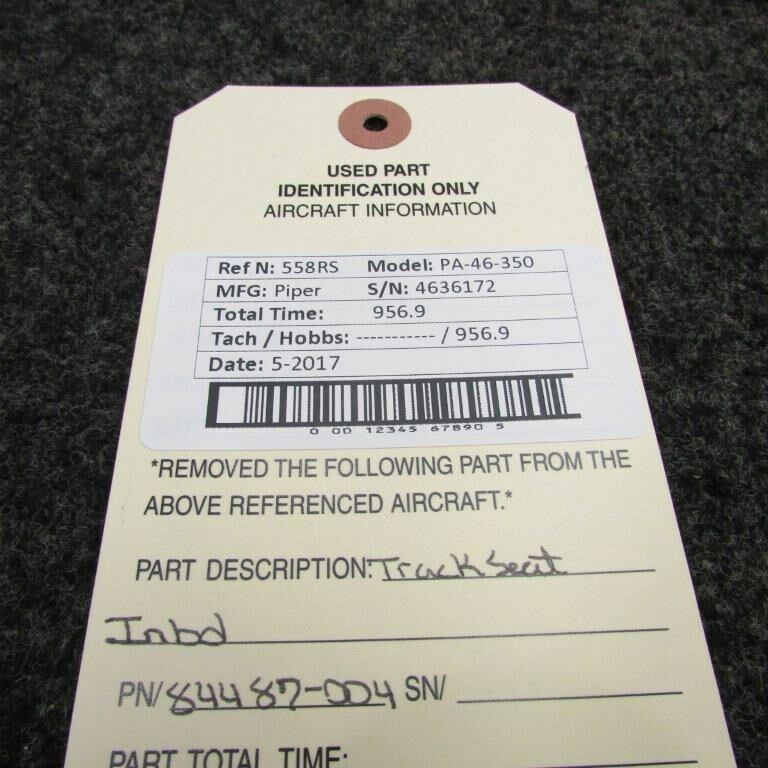 USED PART
IDENTIFICATION ONLY
AIRCRAFT INFORMATION
Ref N: 558RS Model: PA-46-350
MFG: Piper S/N: 4636172
Total Time: 956.9
Tach / Hobbs: ----------- / 956.9
Date: 5-2017
0 00 12345 67890 5
*REMOVED THE FOLLOWING PART FROM THE
ABOVE REFERENCED AIRCRAFT.*
PART DESCRIPTION: Track Seat
Inbd
PN/ 84487-004 SN/
PART TOTAL TIME: